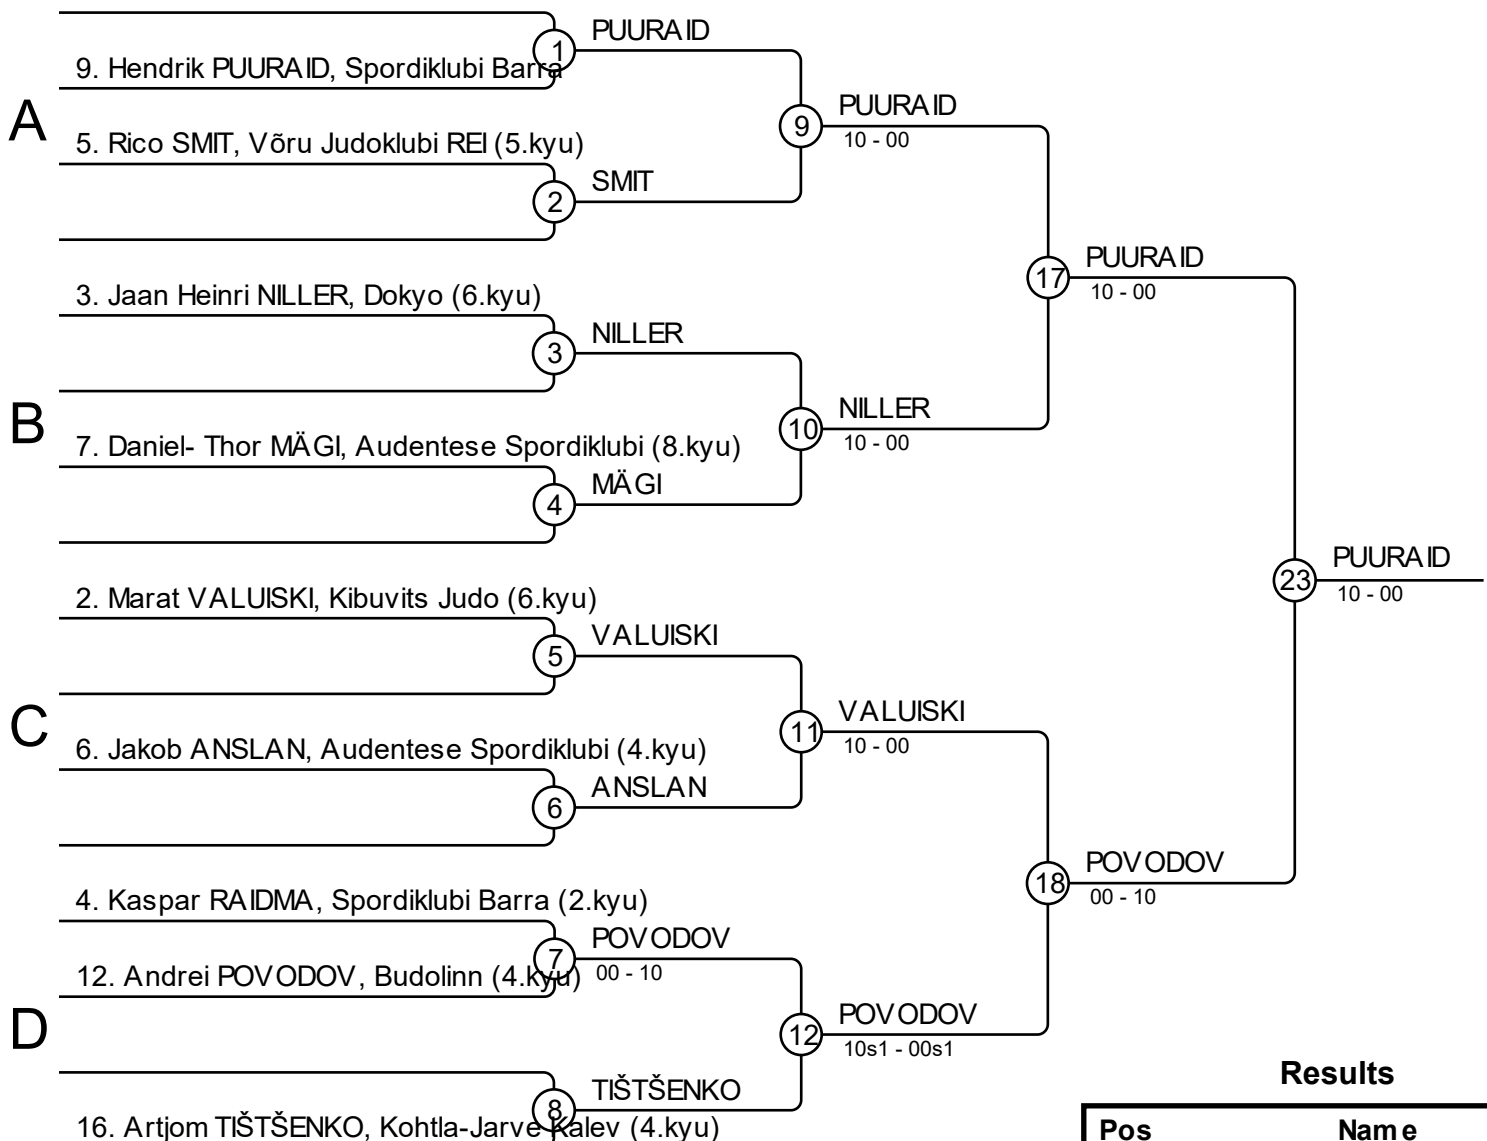 PUURAID
1
9. Hendrik PUURAID, Spordiklubi Barra
A
PUURAID
9
10 - 00
5. Rico SMIT, Võru Judoklubi REI (5.kyu)
SMIT
2
PUURAID
17
10 - 00
3. Jaan Heinri NILLER, Dokyo (6.kyu)
NILLER
3
B
NILLER
10
10 - 00
7. Daniel- Thor MÄGI, Audentese Spordiklubi (8.kyu)
MÄGI
4
PUURAID
23
10 - 00
2. Marat VALUISKI, Kibuvits Judo (6.kyu)
VALUISKI
5
C
VALUISKI
11
10 - 00
6. Jakob ANSLAN, Audentese Spordiklubi (4.kyu)
ANSLAN
6
POVODOV
18
00 - 10
4. Kaspar RAIDMA, Spordiklubi Barra (2.kyu)
POVODOV
7
00 - 10
12. Andrei POVODOV, Budolinn (4.kyu)
D
POVODOV
12
10s1 - 00s1
TIŠTŠENKO
8
16. Artjom TIŠTŠENKO, Kohtla-Jarve Kalev (4.kyu)
Results
Pos Name